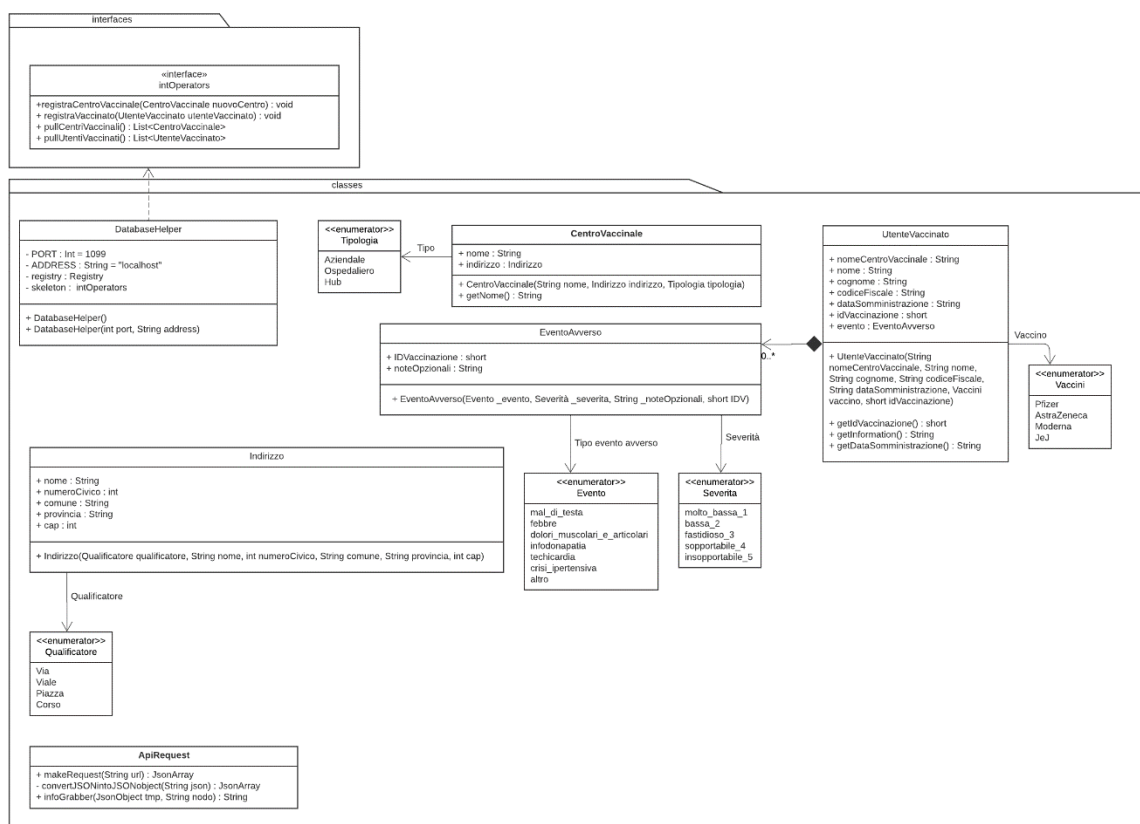 interfaces
«interface»
intOperators
+registraCentroVaccinale(CentroVaccinale nuovoCentro) : void
+ registraVaccinato(UtenteVaccinato utenteVaccinato) : void
+ pullCentriVaccinali() : List<CentroVaccinale>
+ pullUtentiVaccinati() : List<UtenteVaccinato>
classes
DatabaseHelper
- PORT : Int = 1099
- ADDRESS : String = "localhost"
- registry : Registry
- skeleton : intOperators
+ DatabaseHelper()
+ DatabaseHelper(int port, String address)
<<enumerator>>
Tipologia
Aziendale
Ospedaliero
Hub
Tipo
CentroVaccinale
+ nome : String
+ indirizzo : Indirizzo
+ CentroVaccinale(String nome, Indirizzo indirizzo, Tipologia tipologia)
+ getNome() : String
UtenteVaccinato
+ nomeCentroVaccinale : String
+ nome : String
+ cognome : String
+ codiceFiscale : String
+ dataSomministrazione : String
+ idVaccinazione : short
+ evento : EventoAvverso
+ UtenteVaccinato(String
nomeCentroVaccinale, String nome,
String cognome, String codiceFiscale,
String dataSomministrazione, Vaccini
vaccino, short idVaccinazione)
+ getIdVaccinazione() : short
+ getInformation() : String
+ getDataSomministrazione() : String
Vaccino
<<enumerator>>
Vaccini
Pfizer
AstraZeneca
Moderna
JeJ
EventoAvverso
+ IDVaccinazione : short
+ noteOpzionali : String
+ EventoAvverso(Evento _evento, Severità _severita, String _noteOpzionali, short IDV)
0..*
Tipo evento avverso
Severità
<<enumerator>>
Evento
mal_di_testa
febbre
dolori_muscolari_e_articolari
infodonapatia
techicardia
crisi_ipertensiva
altro
<<enumerator>>
Severita
molto_bassa_1
bassa_2
fastidioso_3
sopportabile_4
insopportabile_5
Indirizzo
+ nome : String
+ numeroCivico : int
+ comune : String
+ provincia : String
+ cap : int
+ Indirizzo(Qualificatore qualificatore, String nome, int numeroCivico, String comune, String provincia, int cap)
Qualificatore
<<enumerator>>
Qualificatore
Via
Viale
Piazza
Corso
ApiRequest
+ makeRequest(String url) : JsonArray
- convertJSONintoJSONobject(String json) : JsonArray
+ infoGrabber(JsonObject tmp, String nodo) : String